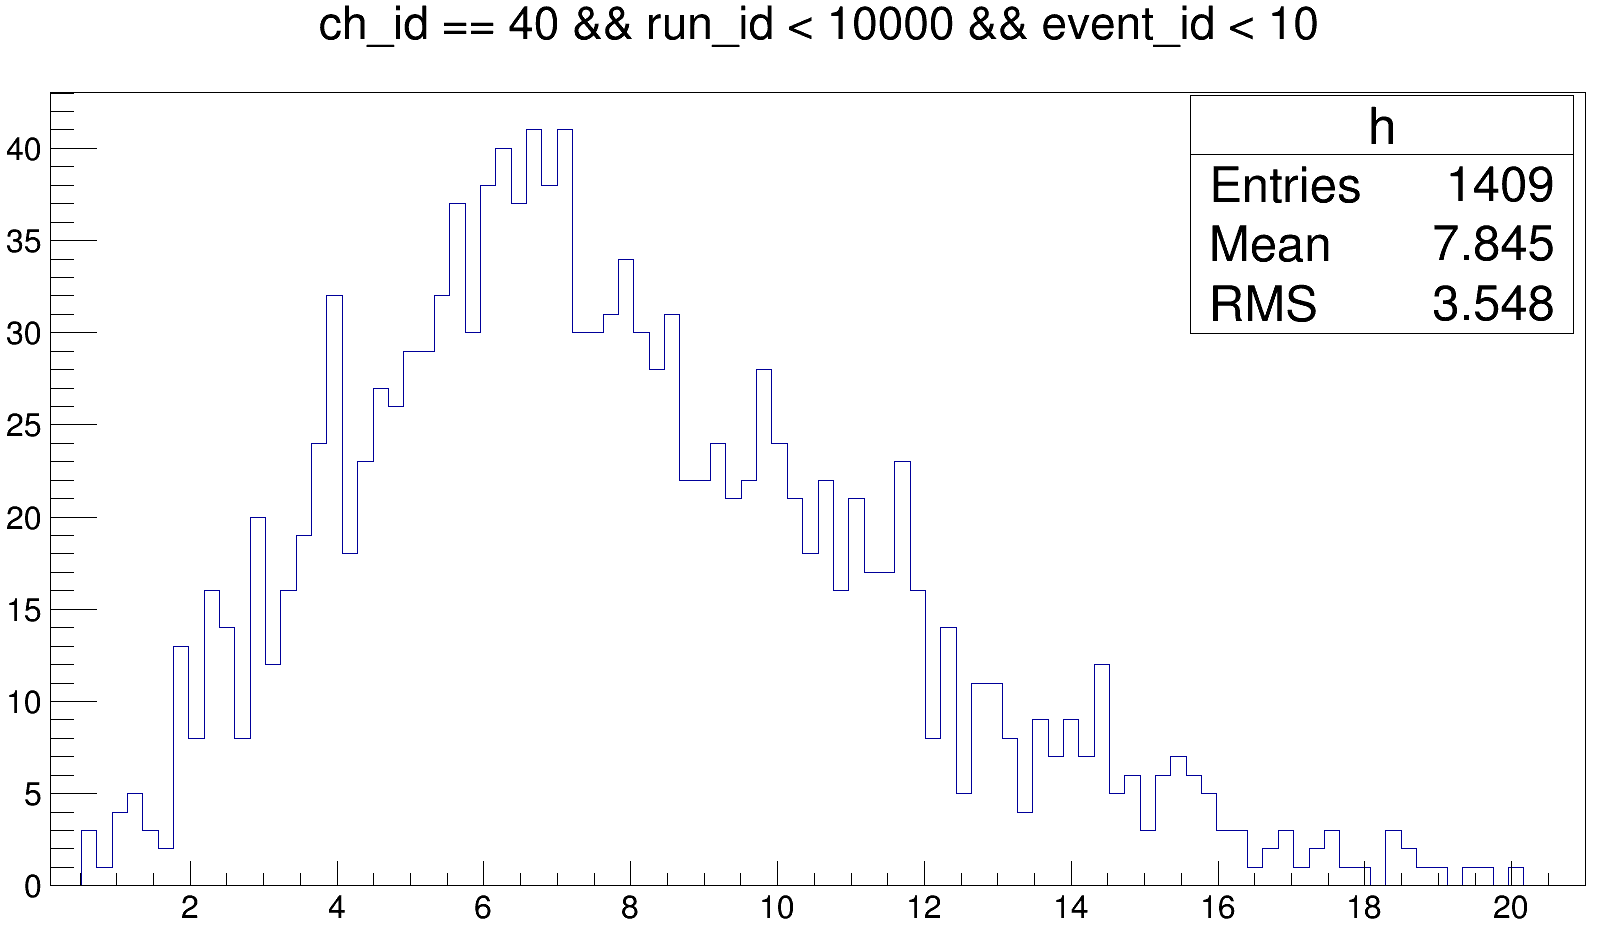 ch_id == 40 && run_id < 10000 && event_id < 10
h
Entries 1409
Mean 7.845
RMS 3.548
40
35
30
25
20
15
10
5
0
2 4 6 8 10 12 14 16 18 20